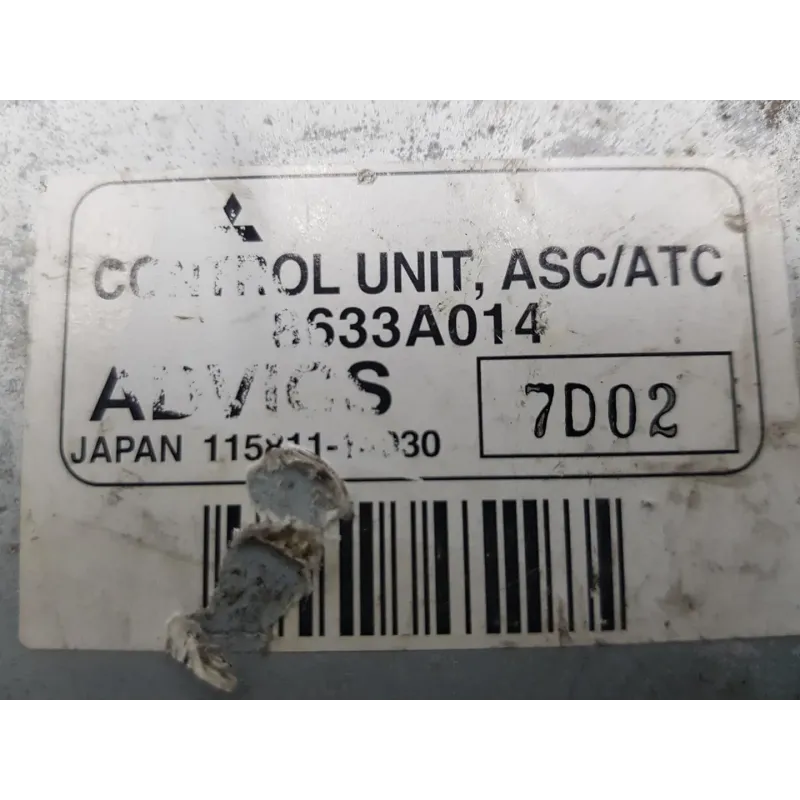 CONTROL UNIT, ASC/ATC
8633A014
ADVICS
7D02
JAPAN